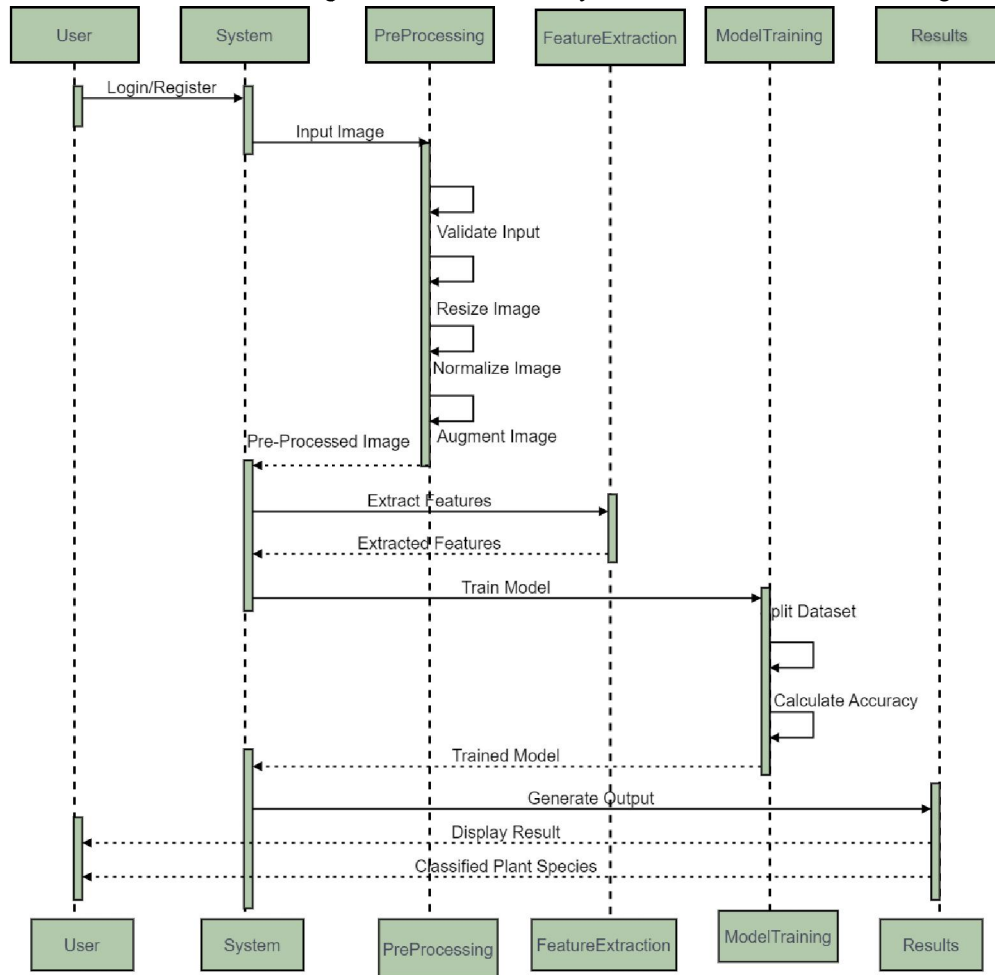 User
System
PreProcessing
FeatureExtraction
ModelTraining
Results
Login/Register
Input Image
Validate Input
Resize Image
Normalize Image
Augment Image
Pre-Processed Image
Extract Features
Extracted Features
Train Model
plit Dataset
Calculate Accuracy
Trained Model
Generate Output
Display Result
Classified Plant Species
User
System
PreProcessing
FeatureExtraction
ModelTraining
Results